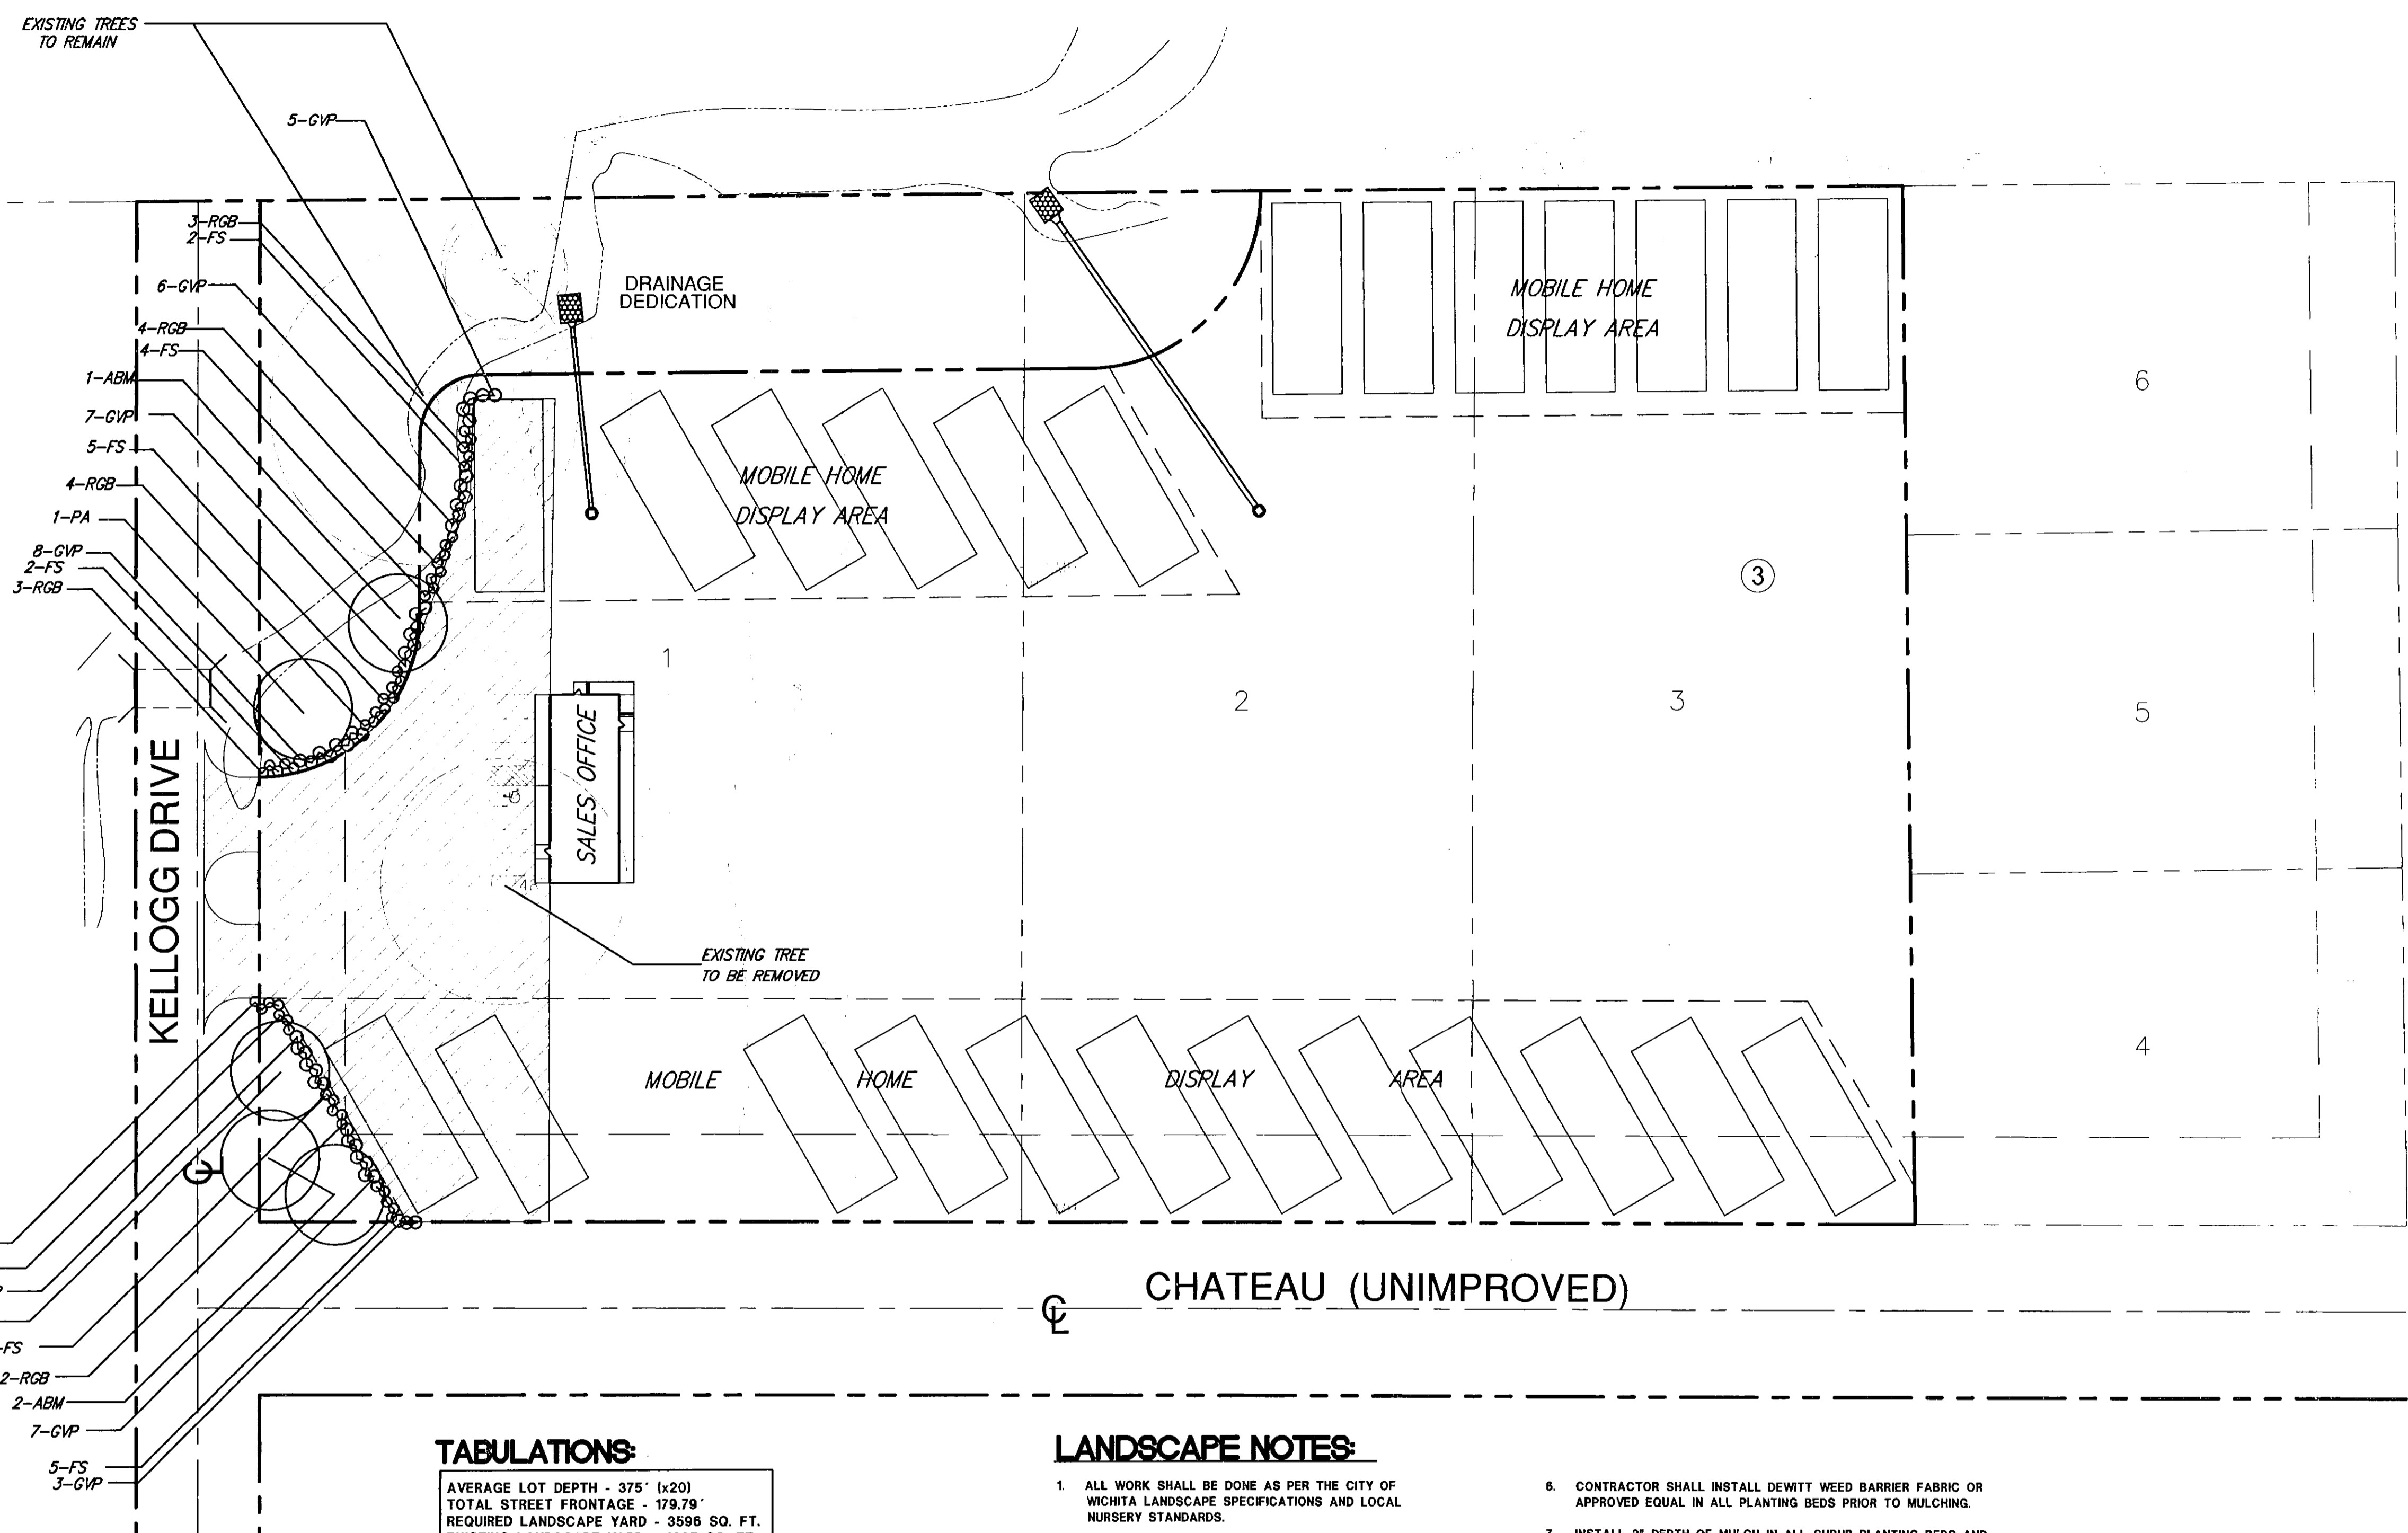 EXISTING TREES
TO REMAIN
5-GVP
3-RGB
2-FS
6-GVP
4-RGB
4-FS
1-ABM
7-GVP
5-FS
4-RGB
1-PA
8-GVP
2-FS
3-RGB
DRAINAGE
DEDICATION
MOBILE HOME
DISPLAY AREA
MOBILE HOME
DISPLAY AREA
6
3
1
2
3
5
4
SALES OFFICE
KELLOGG DRIVE
EXISTING TREE
TO BE REMOVED
MOBILE HOME DISPLAY AREA
CL
-FS
2-RGB
2-ABM
7-GVP
5-FS
3-GVP
CHATEAU (UNIMPROVED)
CL
TABULATIONS:
AVERAGE LOT DEPTH - 375' (x20)
TOTAL STREET FRONTAGE - 179.79'
REQUIRED LANDSCAPE YARD - 3596 SQ. FT.
LANDSCAPE NOTES:
1. ALL WORK SHALL BE DONE AS PER THE CITY OF
WICHITA LANDSCAPE SPECIFICATIONS AND LOCAL
NURSERY STANDARDS.
6. CONTRACTOR SHALL INSTALL DEWITT WEED BARRIER FABRIC OR
APPROVED EQUAL IN ALL PLANTING BEDS PRIOR TO MULCHING.